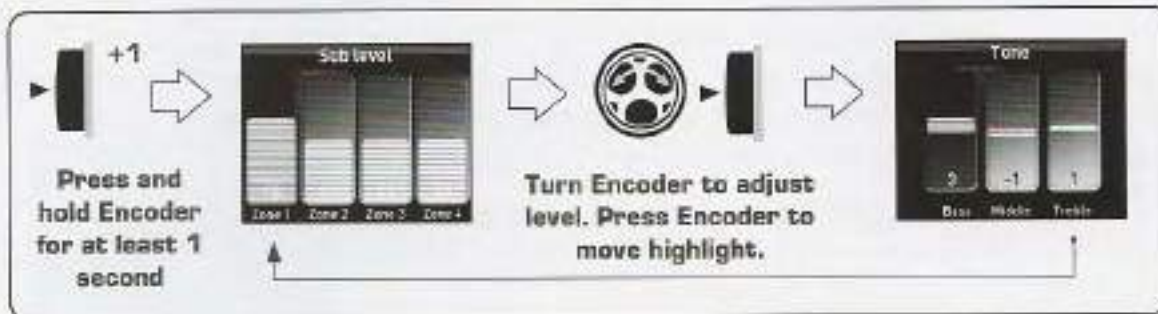 +1
Press and
hold Encoder
for at least 1
second
Sub level
Zone 1 Zone 2 Zone 3 Zone 4
Turn Encoder to adjust
level. Press Encoder to
move highlight.
Tone
-1 1
Bass Middle Treble